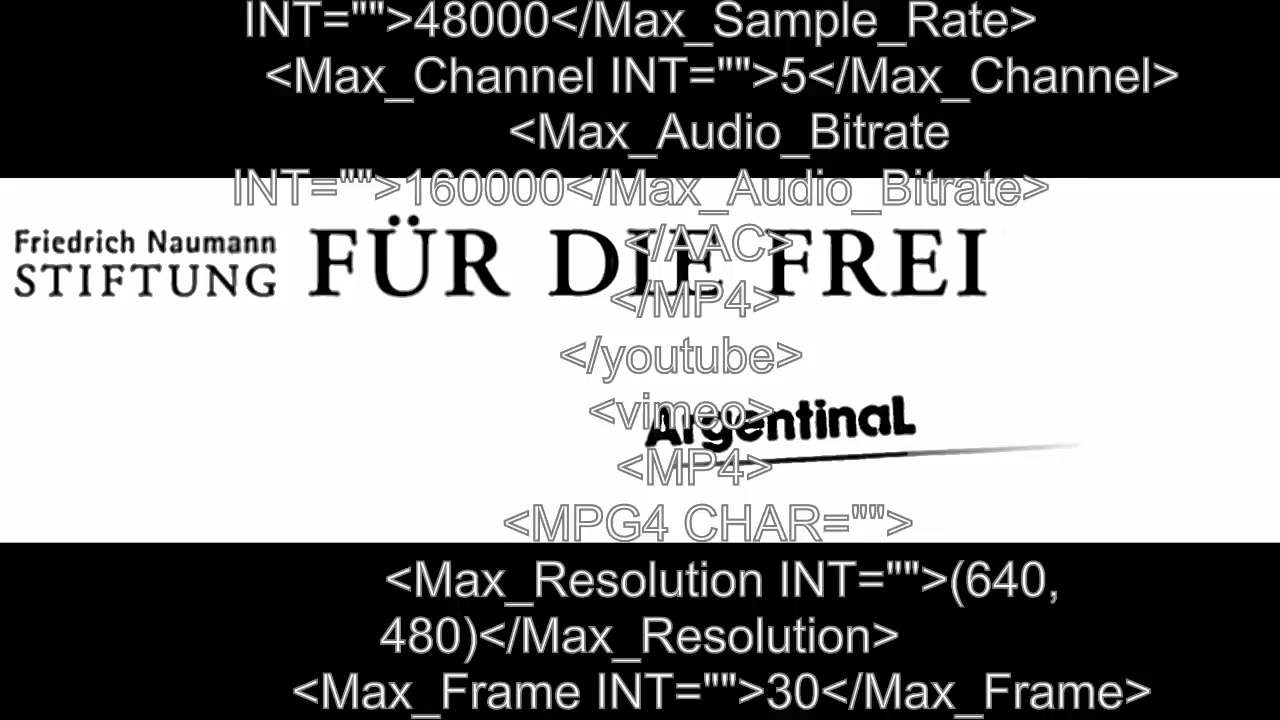 INT="">48000</Max_Sample_Rate>
<Max_Channel INT="">5</Max_Channel>
<Max_Audio_Bitrate
INT="">160000</Max_Audio_Bitrate>
Friedrich Naumann
STIFTUNG FÜR DIE FREI
</AAC>
</MP4>
</youtube>
<vimeo>
ArgentinaL
<MP4>
<MPG4 CHAR="">
<Max_Resolution INT="">(640,
480)</Max_Resolution>
<Max_Frame INT="">30</Max_Frame>